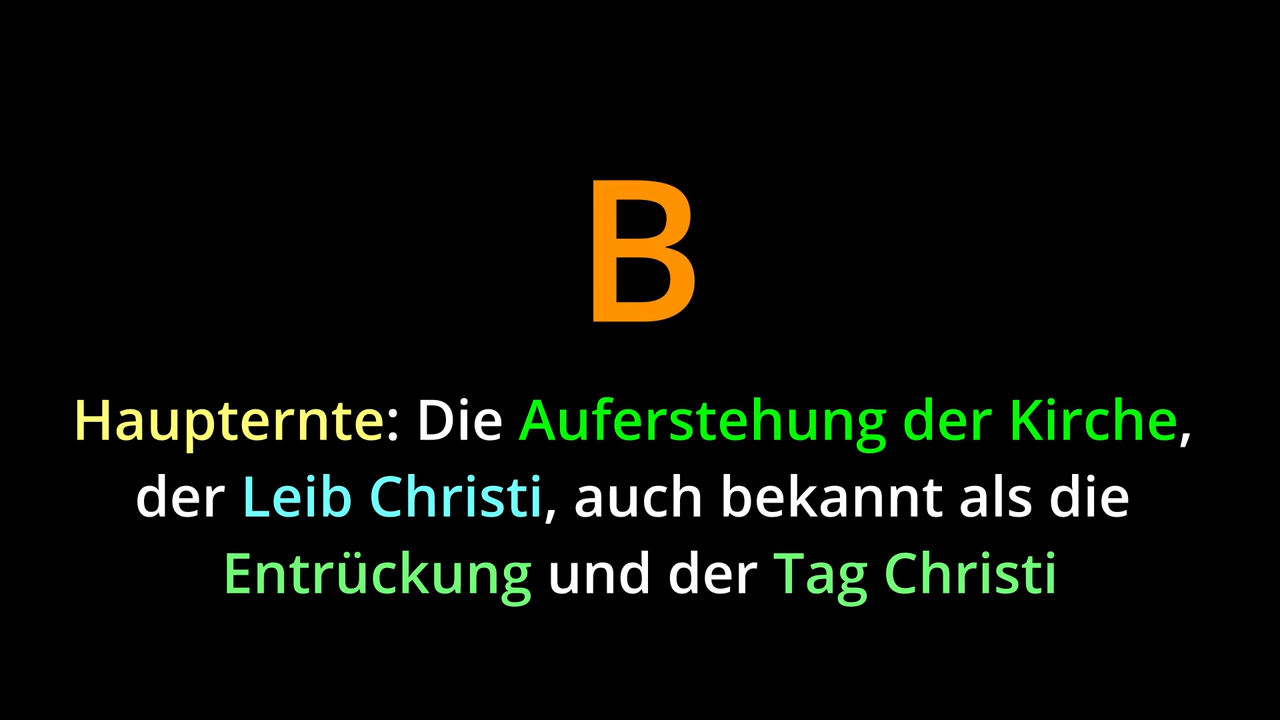 B
Haupternte: Die Auferstehung der Kirche,
der Leib Christi, auch bekannt als die
Entrückung und der Tag Christi